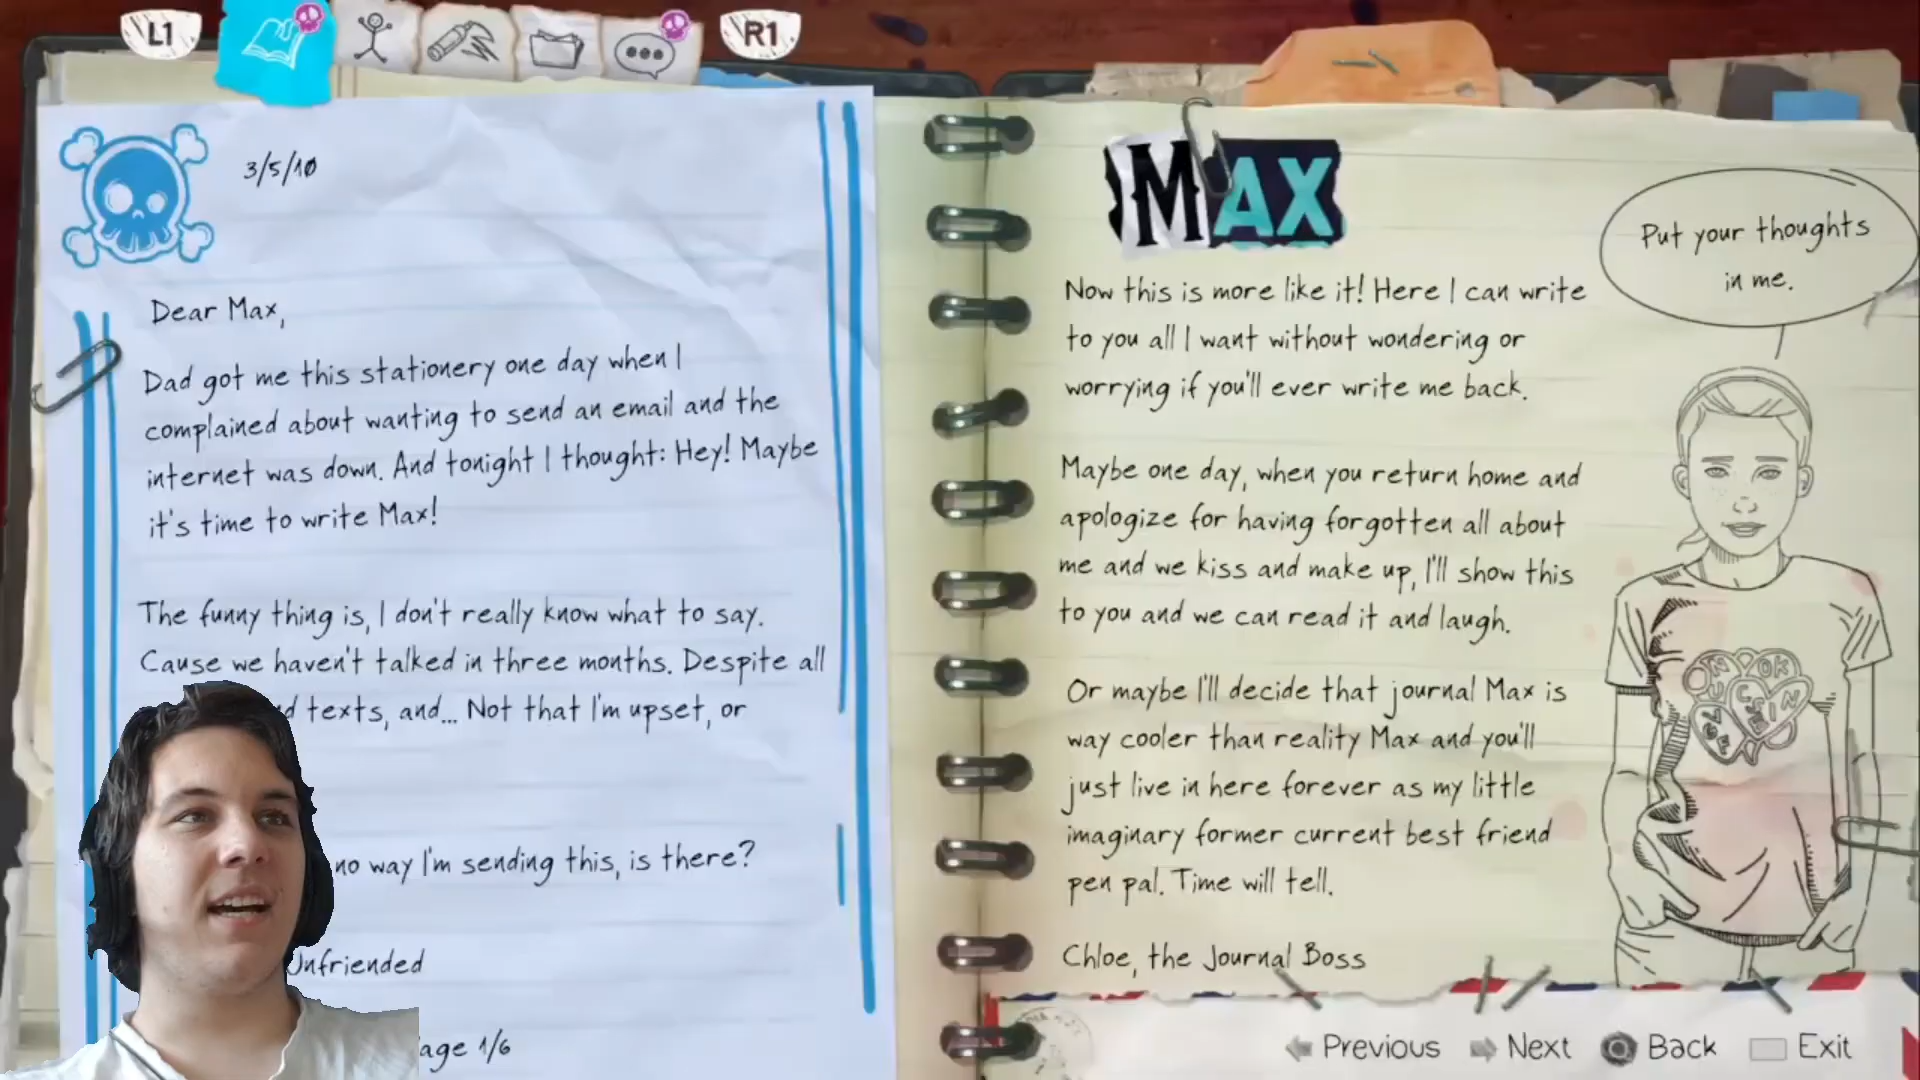 L1
R1
3/5/10
Dear Max,
Dad got me this stationery one day when I
complained about wanting to send an email and the
internet was down. And tonight I thought: Hey! Maybe
it's time to write Max!
The funny thing is, I don't really know what to say.
Cause we haven't talked in three months. Despite all
texts, and... Not that I'm upset, or
no way I'm sending this, is there?
Unfriended
age 1/6
MAX
Put your thoughts
in me.
Now this is more like it! Here I can write
to you all I want without wondering or
worrying if you'll ever write me back.
Maybe one day, when you return home and
apologize for having forgotten all about
me and we kiss and make up, I'll show this
to you and we can read it and laugh.
Or maybe I'll decide that journal Max is
way cooler than reality Max and you'll
just live in here forever as my little
imaginary former current best friend
pen pal. Time will tell.
Chloe, the Journal Boss
Previous
Next
Back
Exit